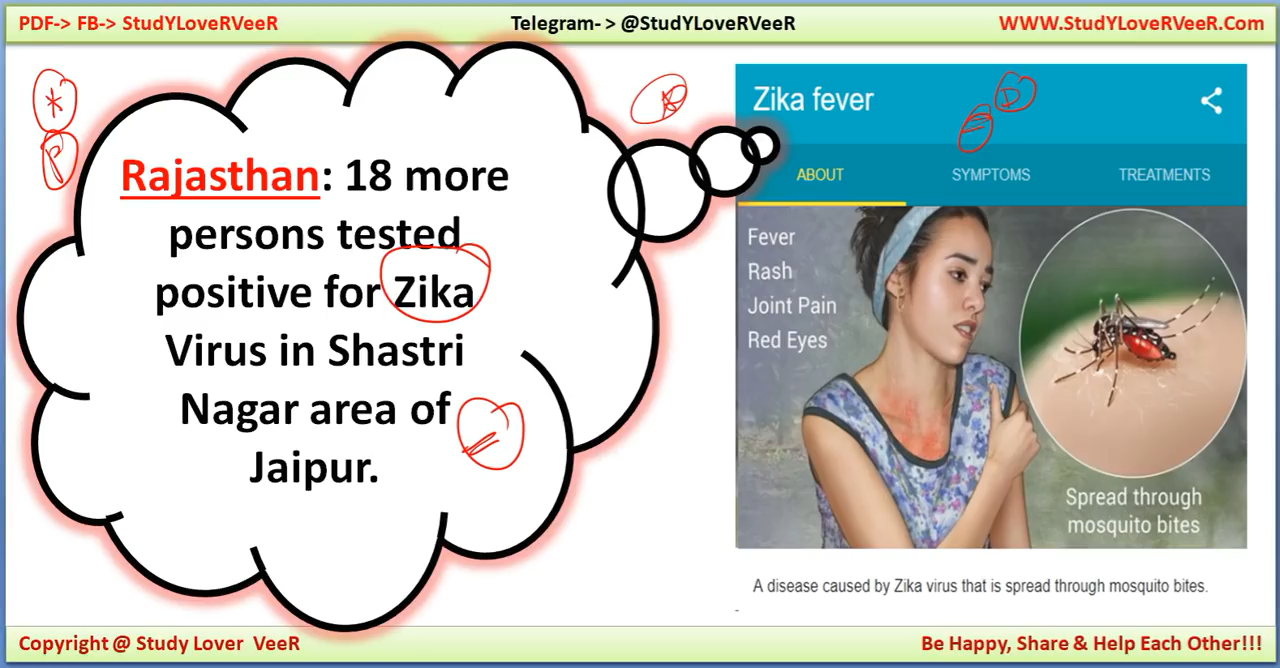 PDF-> FB-> StudYLoveRVeeR
Telegram- > @StudYLoveRVeeR
WWW.StudYLoveRVeeR.Com
Rajasthan: 18 more
persons tested
positive for Zika
Virus in Shastri
Nagar area of
Jaipur.
Zika fever
ABOUT
SYMPTOMS
TREATMENTS
Fever
Rash
Joint Pain
Red Eyes
Spread through
mosquito bites
A disease caused by Zika virus that is spread through mosquito bites.
Copyright @ Study Lover  VeeR
Be Happy, Share & Help Each Other!!!